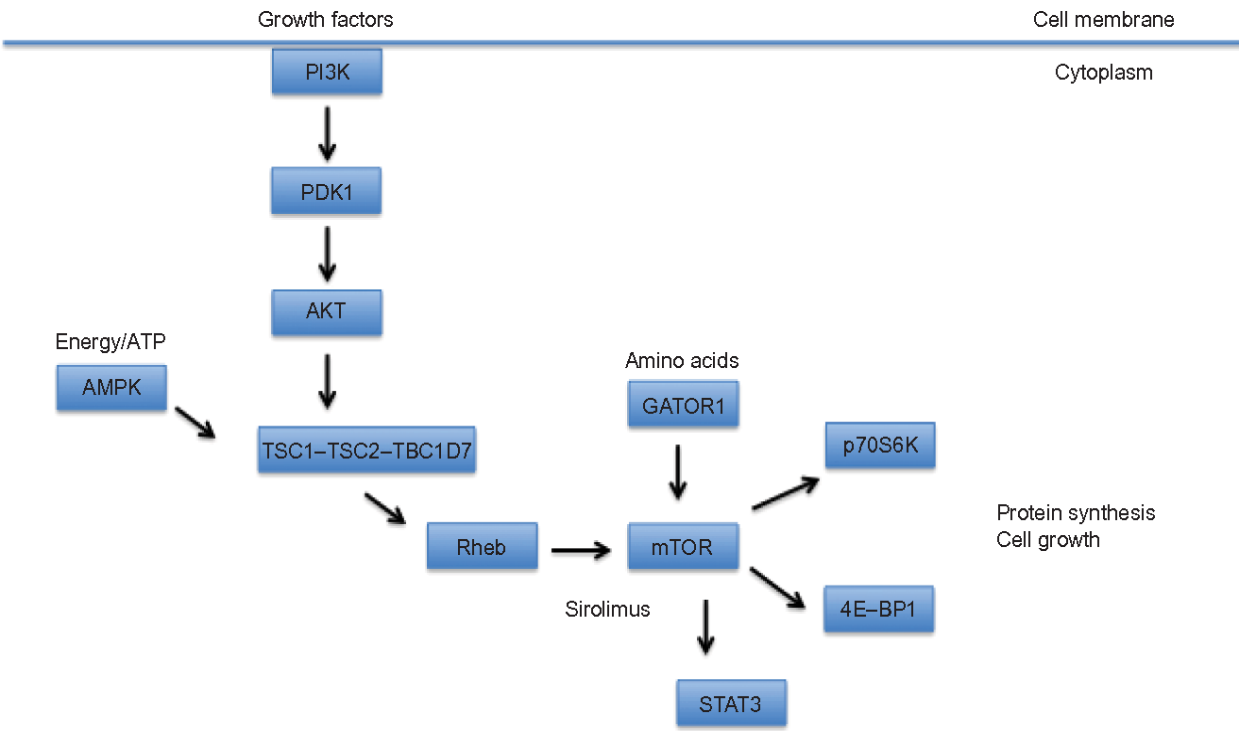 Growth factors
Cell membrane
PI3K
Cytoplasm
PDK1
AKT
Energy/ATP
AMPK
Amino acids
GATOR1
TSC1–TSC2–TBC1D7
p70S6K
Rheb
mTOR
Protein synthesis
Cell growth
Sirolimus
4E–BP1
STAT3